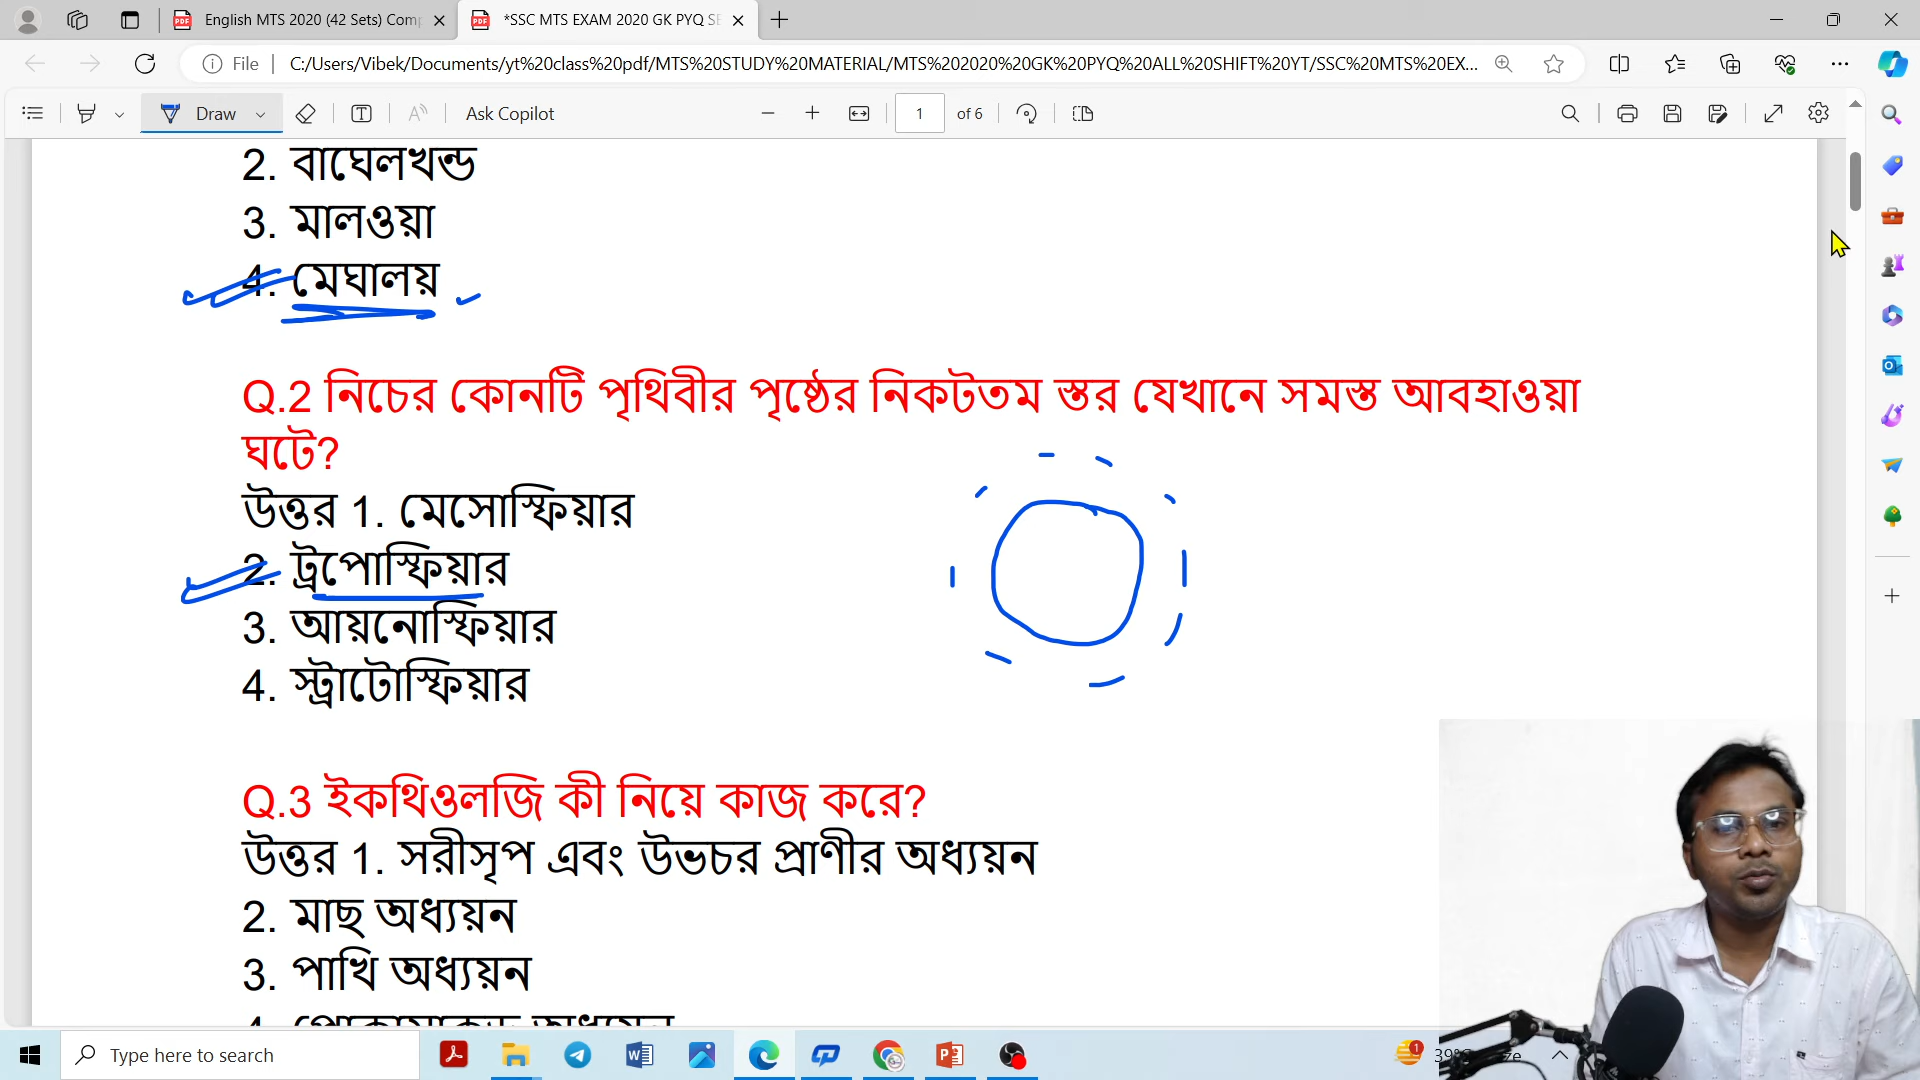 English MTS 2020 (42 Sets) Com
*SSC MTS EXAM 2020 GK PYQ SE
File
C:/Users/Vibek/Documents/yt%20class%20pdf/MTS%20STUDY%20MATERIAL/MTS%202020%20GK%20PYQ%20ALL%20SHIFT%20YT/SSC%20MTS%20EX...
Draw
Ask Copilot
1 of 6
2. বাঘেলখন্ড
3. মালওয়া
4. মেঘালয়
Q.2 নিচের কোনটি পৃথিবীর পৃষ্ঠের নিকটতম স্তর যেখানে সমস্ত আবহাওয়া
ঘটে?
উত্তর 1. মেসোস্ফিয়ার
2. ট্রপোস্ফিয়ার
3. আয়নোস্ফিয়ার
4. স্ট্রাটোস্ফিয়ার
Q.3 ইকথিওলজি কী নিয়ে কাজ করে?
উত্তর 1. সরীসৃপ এবং উভচর প্রাণীর অধ্যয়ন
2. মাছ অধ্যয়ন
3. পাখি অধ্যয়ন
Type here to search
1